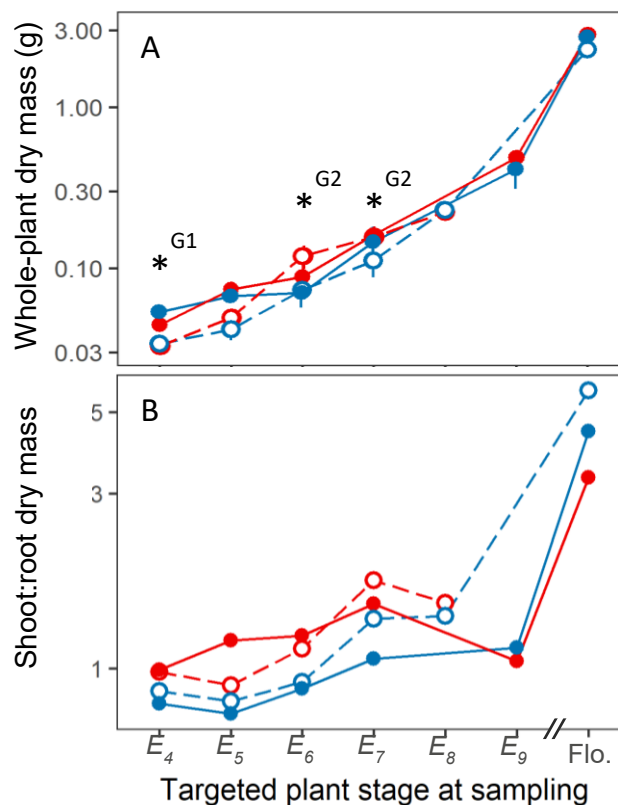 Whole-plant dry mass (g)
3.00
1.00
0.30
0.10
0.03
A
* G1
* G2
* G2
Shoot:root dry mass
5
3
1
B
E4 E5 E6 E7 E8 E9 // Flo.
Targeted plant stage at sampling